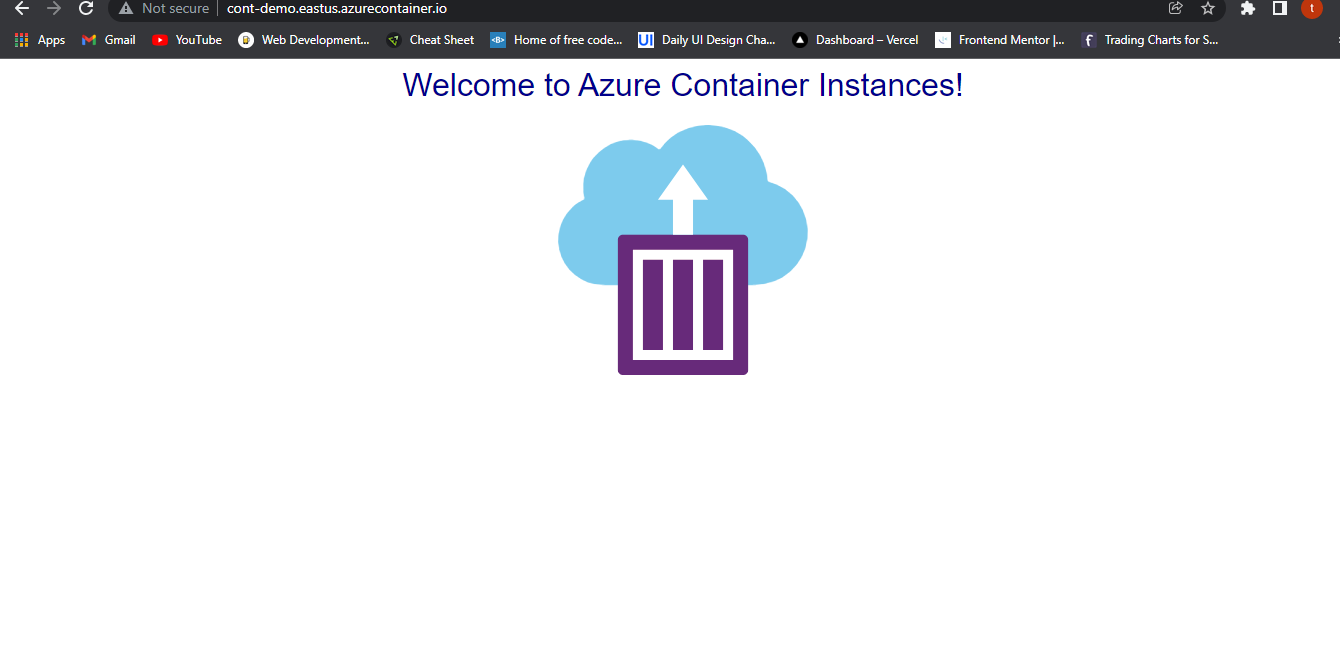 Not secure cont-demo.eastus.azurecontainer.io t
Apps Gmail YouTube Web Development... Cheat Sheet <B> Home of free code... UI Daily UI Design Cha... Dashboard – Vercel Frontend Mentor |... f Trading Charts for S...
Welcome to Azure Container Instances!